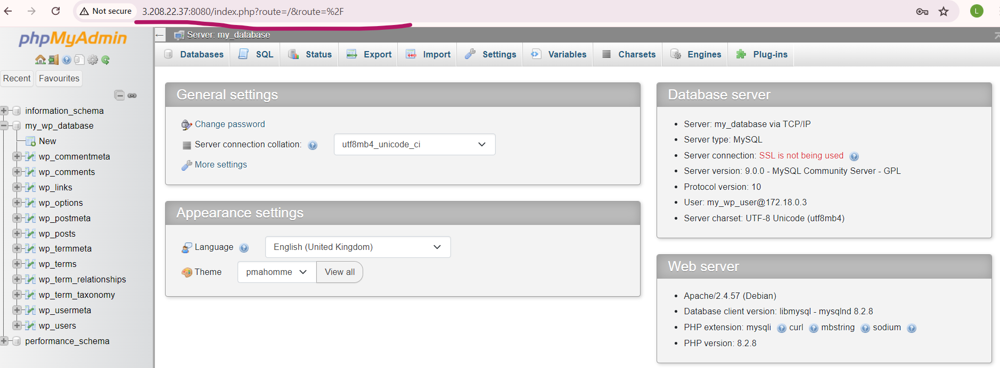 Not secure 3.208.22.37:8080/index.php?route=/&route=%2F L
phpMyAdmin
Recent Favourites
information_schema
my_wp_database
New
wp_commentmeta
wp_comments
wp_links
wp_options
wp_postmeta
wp_posts
wp_termmeta
wp_terms
wp_term_relationships
wp_term_taxonomy
wp_usermeta
wp_users
performance_schema
Server: my_database
Databases SQL Status Export Import Settings Variables Charsets Engines Plug-ins
General settings
Change password
Server connection collation: utf8mb4_unicode_ci
More settings
Appearance settings
Language English (United Kingdom)
Theme pmahomme View all
Database server
• Server: my_database via TCP/IP
• Server type: MySQL
• Server connection: SSL is not being used
• Server version: 9.0.0 - MySQL Community Server - GPL
• Protocol version: 10
• User: my_wp_user@172.18.0.3
• Server charset: UTF-8 Unicode (utf8mb4)
Web server
• Apache/2.4.57 (Debian)
• Database client version: libmysql - mysqlnd 8.2.8
• PHP extension: mysqli curl mbstring sodium
• PHP version: 8.2.8